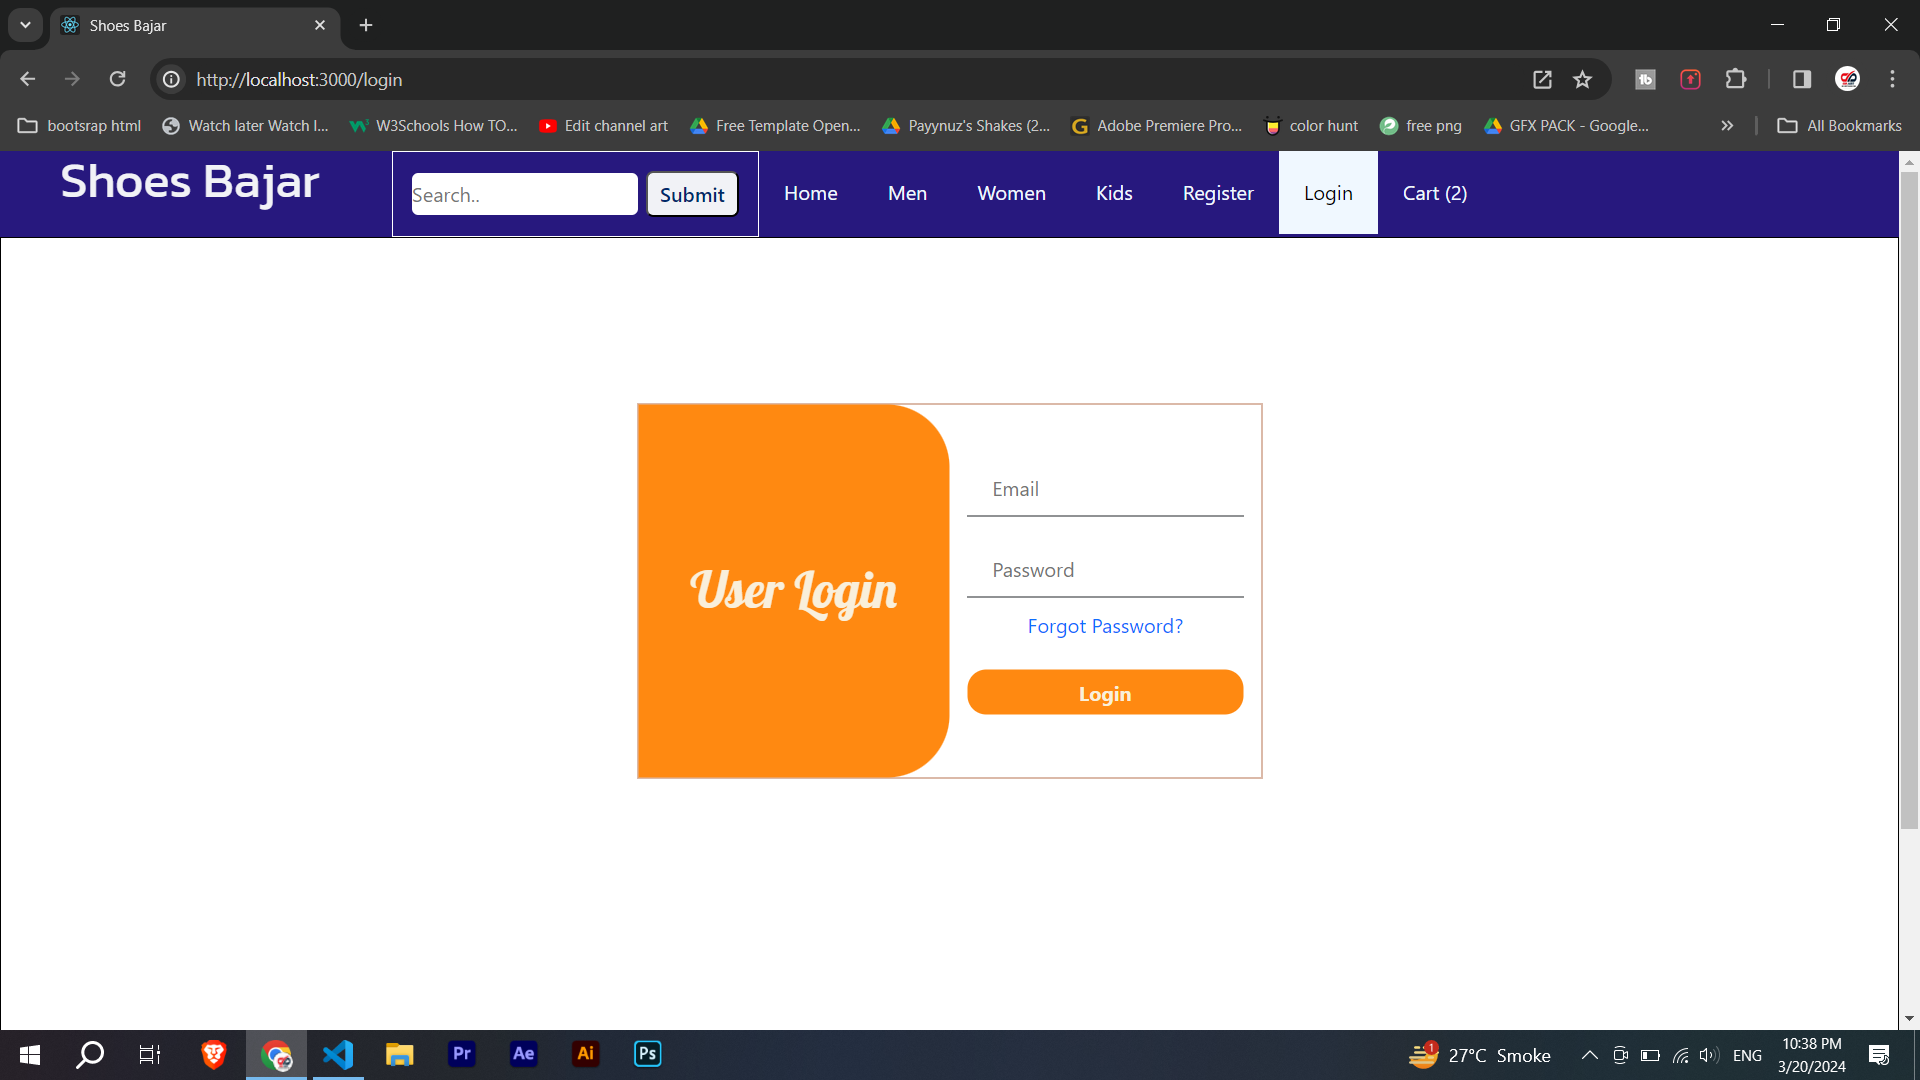 Shoes Bajar
http://localhost:3000/login
bootsrap html
Watch later Watch l...
W3Schools How TO...
Edit channel art
Free Template Open...
Payynuz's Shakes (2...
Adobe Premiere Pro...
color hunt
free png
GFX PACK - Google...
All Bookmarks
Shoes Bajar
Search..
Submit
Home
Men
Women
Kids
Register
Login
Cart (2)
User Login
Email
Password
Forgot Password?
Login
Pr
Ae
Ai
Ps
1
27°C Smoke
ENG
10:38 PM
3/20/2024